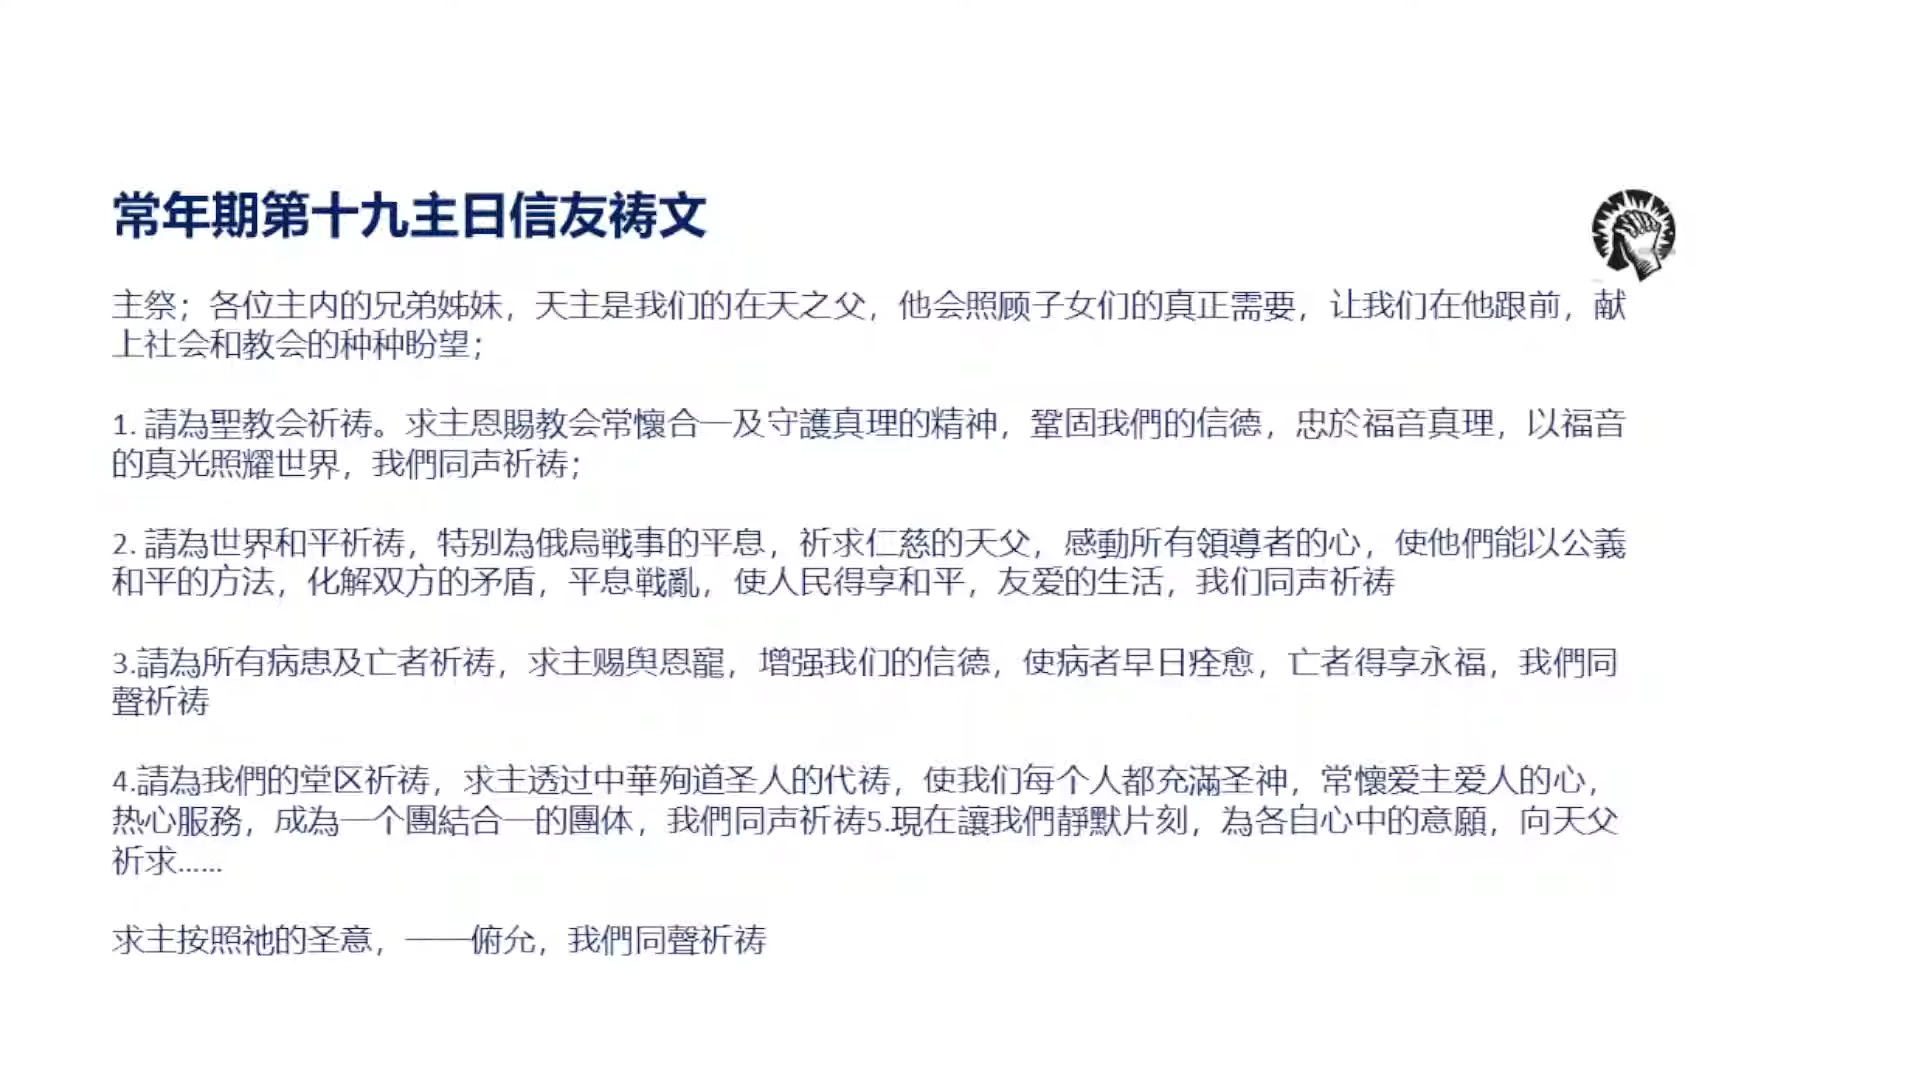 常年期第十九主日信友祷文
主祭；各位主内的兄弟姊妹，天主是我们的在天之父，他会照顾子女们的真正需要，让我们在他跟前，献
上社会和教会的种种盼望；
1. 請為聖教会祈祷。求主恩賜教会常懷合一及守護真理的精神，鞏固我們的信德，忠於福音真理，以福音
的真光照耀世界，我們同声祈祷；
2. 請為世界和平祈祷，特别為俄烏戦事的平息，祈求仁慈的天父，感動所有領導者的心，使他們能以公義
和平的方法，化解双方的矛盾，平息戦亂，使人民得享和平，友爱的生活，我们同声祈祷
3.請為所有病患及亡者祈祷，求主赐與恩寵，增强我们的信德，使病者早日痊愈，亡者得享永福，我們同
聲祈祷
4.請為我們的堂区祈祷，求主透过中華殉道圣人的代祷，使我们每个人都充滿圣神，常懷爱主爱人的心，
热心服務，成為一个團結合一的團体，我們同声祈祷5.現在讓我們靜默片刻，為各自心中的意願，向天父
祈求……
求主按照祂的圣意，一一俯允，我們同聲祈祷